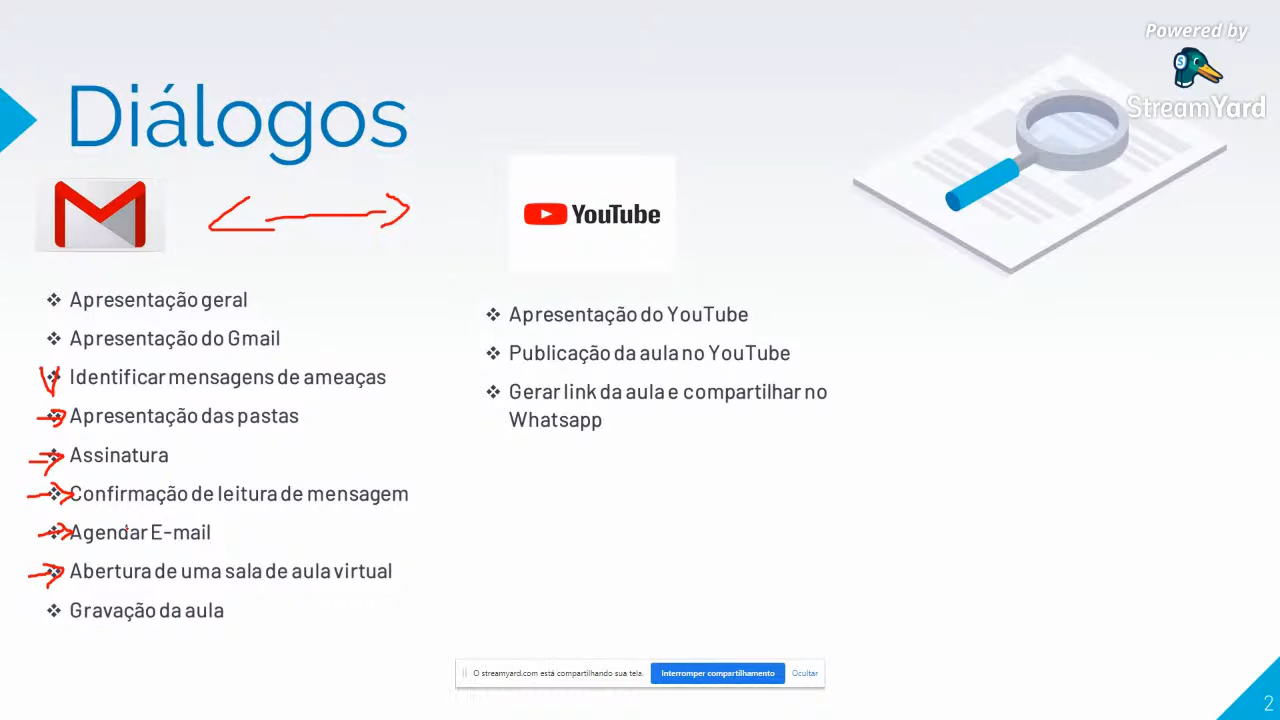 Powered by
StreamYard
Diálogos
YouTube
Apresentação geral
Apresentação do Gmail
Identificar mensagens de ameaças
Apresentação das pastas
Assinatura
Confirmação de leitura de mensagem
Agendar E-mail
Abertura de uma sala de aula virtual
Gravação da aula
Apresentação do YouTube
Publicação da aula no YouTube
Gerar link da aula e compartilhar no
Whatsapp
O streamyard.com está compartilhando sua tela.
Interromper compartilhamento
Ocultar
2